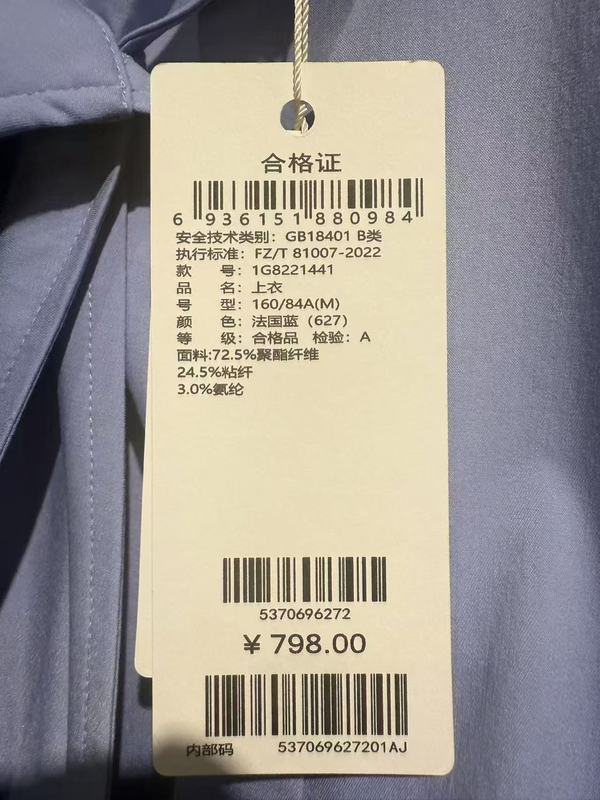 合格证
6 936151 880984
安全技术类别：GB18401 B类
执行标准：FZ/T 81007-2022
款 号：1G8221441
品 名：上衣
号 型：160/84A(M)
颜 色：法国蓝（627）
等 级：合格品 检验：A
面料:72.5%聚酯纤维
24.5%粘纤
3.0%氨纶
5370696272
¥ 798.00
内部码 537069627201AJ